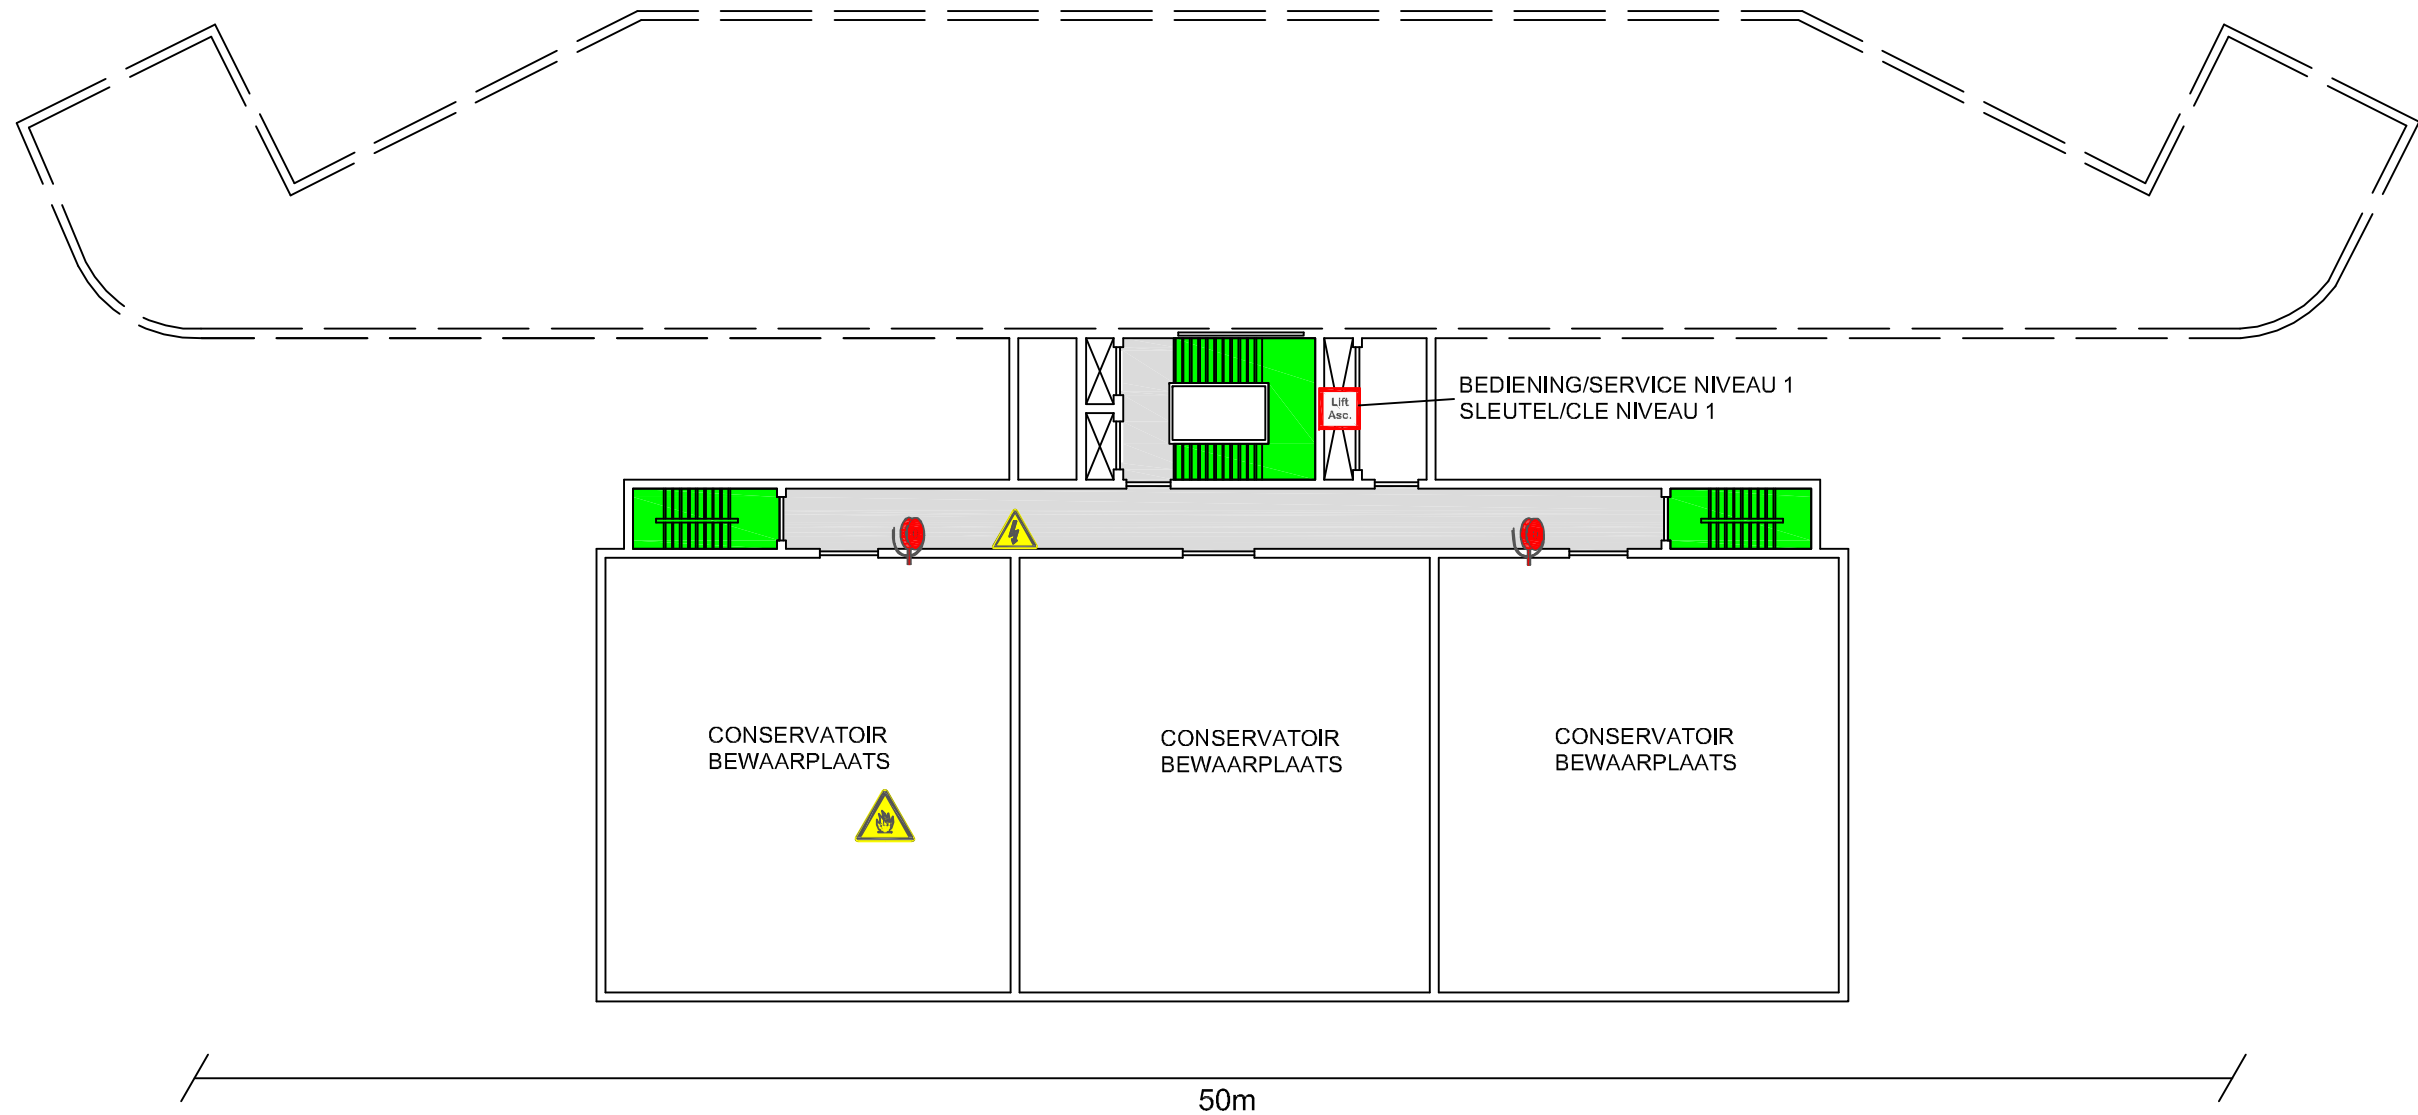 BEDIENING/SERVICE NIVEAU 1
SLEUTEL/CLE NIVEAU 1
Lift
Asc.
CONSERVATOIR
BEWAARPLAATS
CONSERVATOIR
BEWAARPLAATS
CONSERVATOIR
BEWAARPLAATS
50m